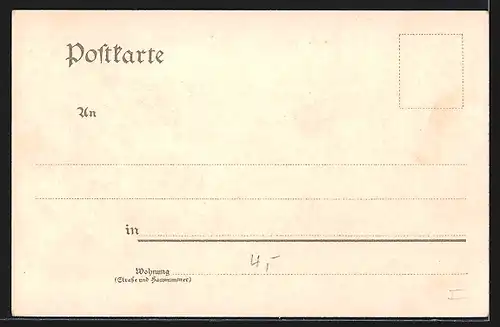 Postkarte
An
in
Wohnung
(Straße und Hausnummer)
4,-
I